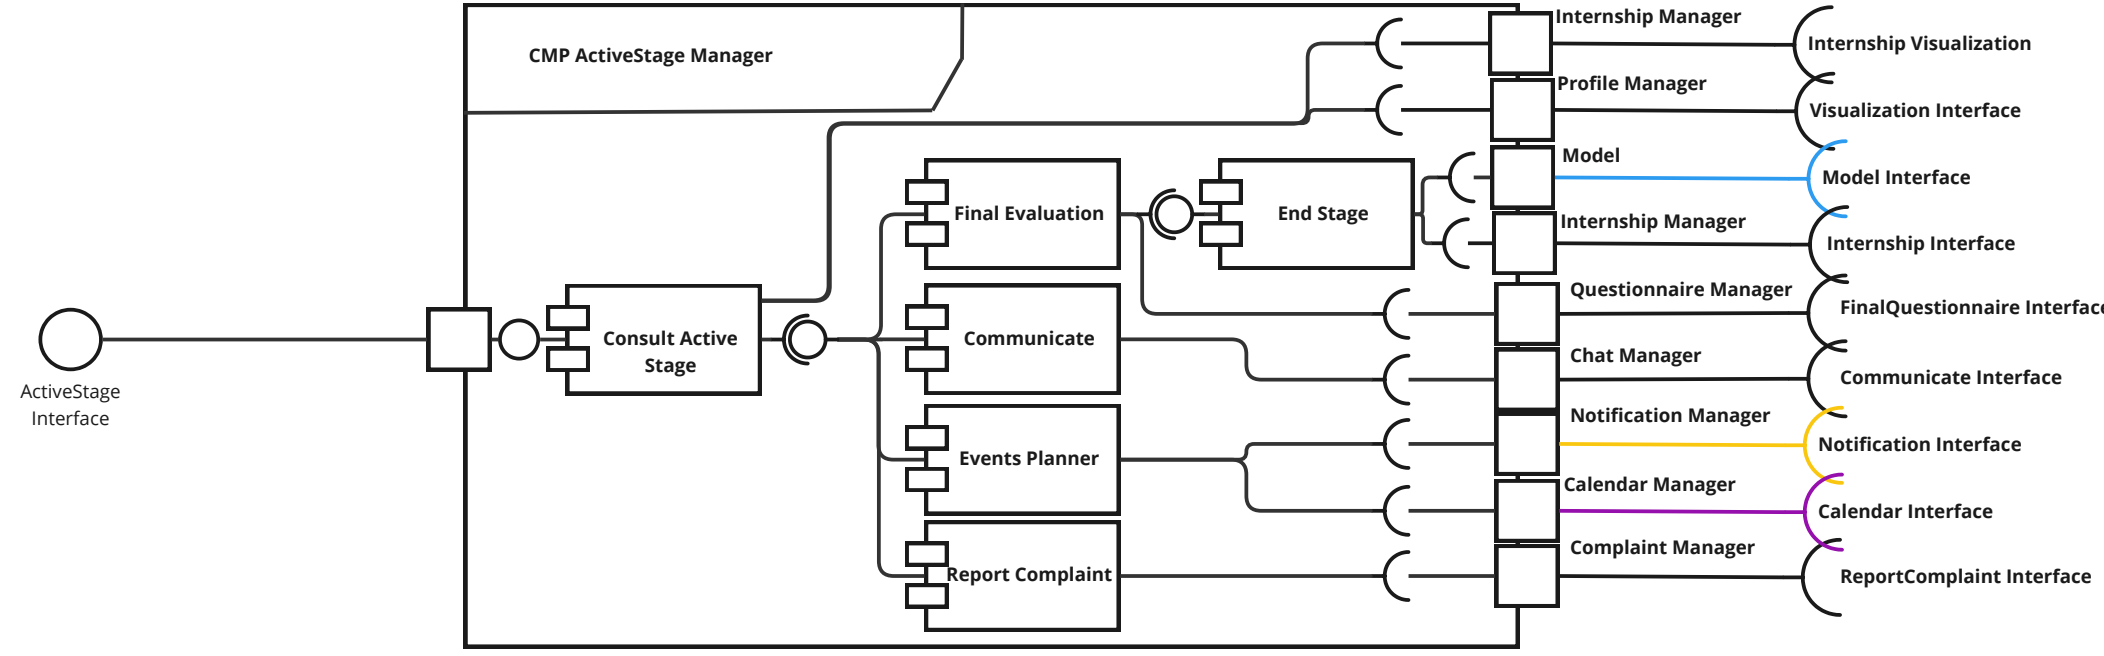 CMP ActiveStage Manager
Internship Manager
Internship Visualization
Profile Manager
Visualization Interface
Model
Model Interface
Internship Manager
Internship Interface
Final Evaluation
End Stage
Questionnaire Manager
FinalQuestionnaire Interface
Consult Active
Stage
Communicate
Chat Manager
Communicate Interface
ActiveStage
Interface
Notification Manager
Notification Interface
Events Planner
Calendar Manager
Calendar Interface
Report Complaint
Complaint Manager
ReportComplaint Interface